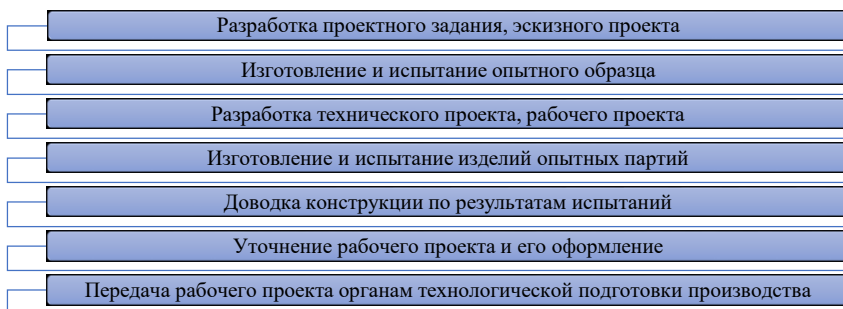 Разработка проектного задания, эскизного проекта
Изготовление и испытание опытного образца
Разработка технического проекта, рабочего проекта
Изготовление и испытание изделий опытных партий
Доводка конструкции по результатам испытаний
Уточнение рабочего проекта и его оформление
Передача рабочего проекта органам технологической подготовки производства